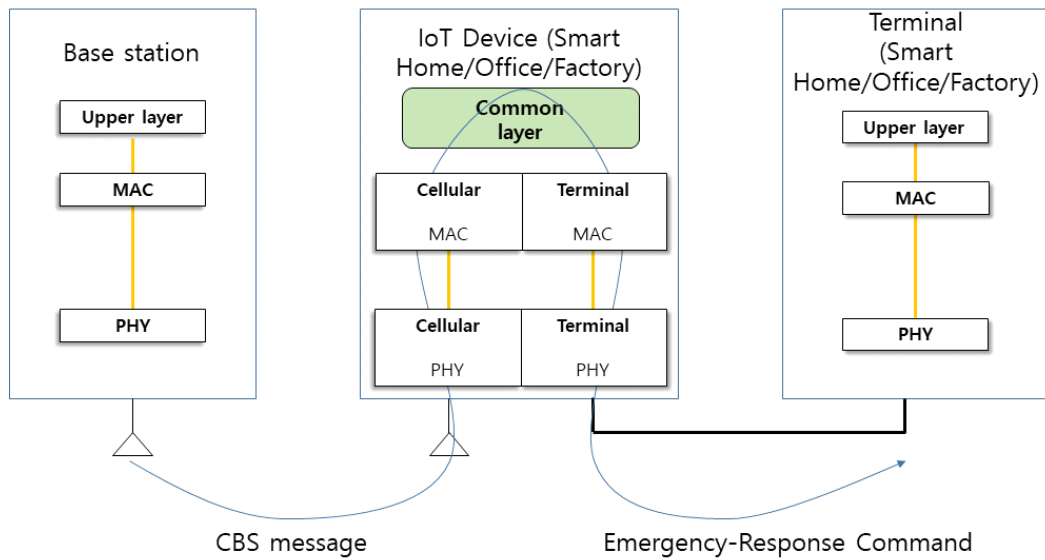 Base station
Upper layer
MAC
PHY
IoT Device (Smart
Home/Office/Factory)
Common
layer
Cellular
MAC
Terminal
MAC
Cellular
PHY
Terminal
PHY
Terminal
(Smart
Home/Office/Factory)
Upper layer
MAC
PHY
CBS message
Emergency-Response Command